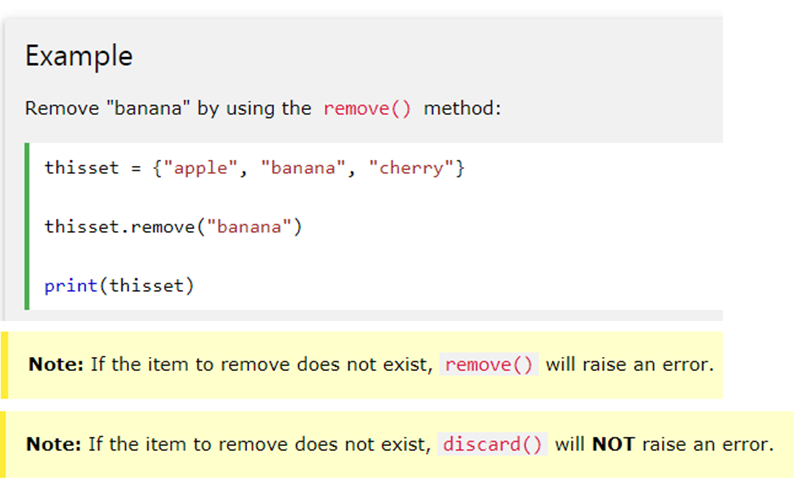 Example
Remove "banana" by using the remove() method:
thisset = {"apple", "banana", "cherry"}
thisset.remove("banana")
print(thisset)
Note: If the item to remove does not exist, remove() will raise an error.
Note: If the item to remove does not exist, discard() will NOT raise an error.